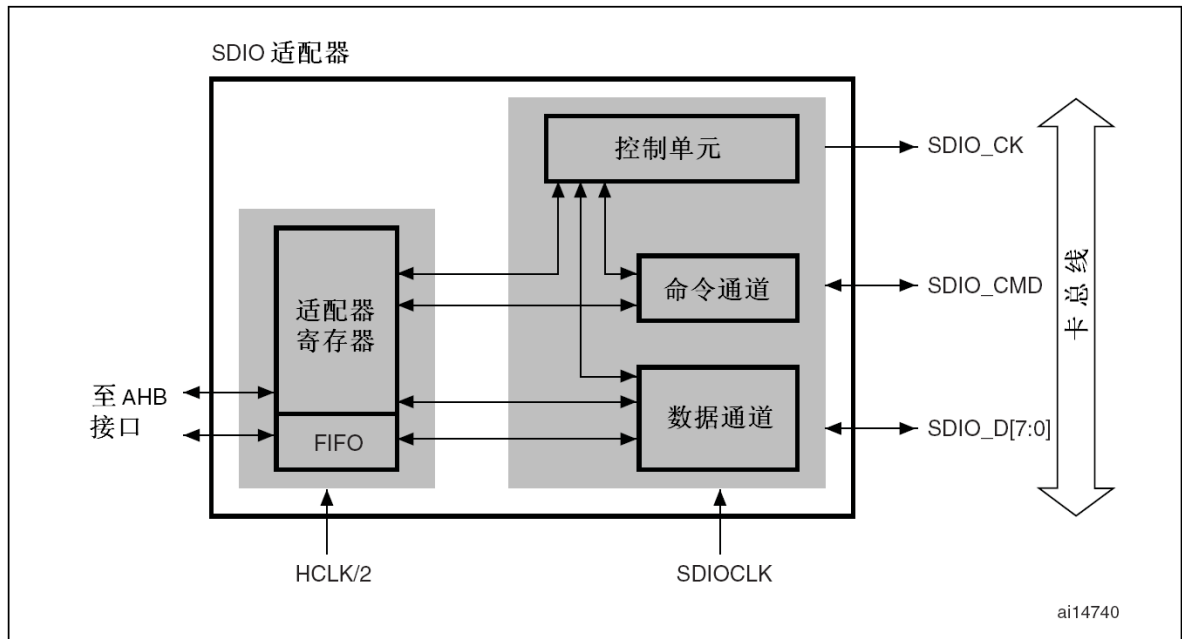 SDIO 适配器
控制单元
SDIO_CK
适配器
寄存器
命令通道
SDIO_CMD
卡总线
至 AHB
接口
FIFO
数据通道
SDIO_D[7:0]
HCLK/2
SDIOCLK
ai14740